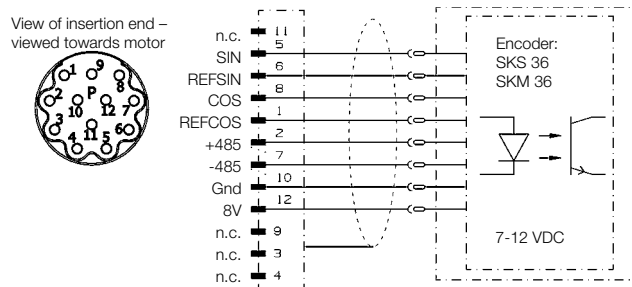 View of insertion end –
viewed towards motor
1 9 8
2 P 7
10 12
3 11 6
4 5
n.c. 11
SIN 5
REFSIN 6
COS 8
REFCOS 1
+485 2
-485 7
Gnd 10
8V 12
n.c. 9
n.c. 3
n.c. 4
Encoder:
SKS 36
SKM 36
7-12 VDC